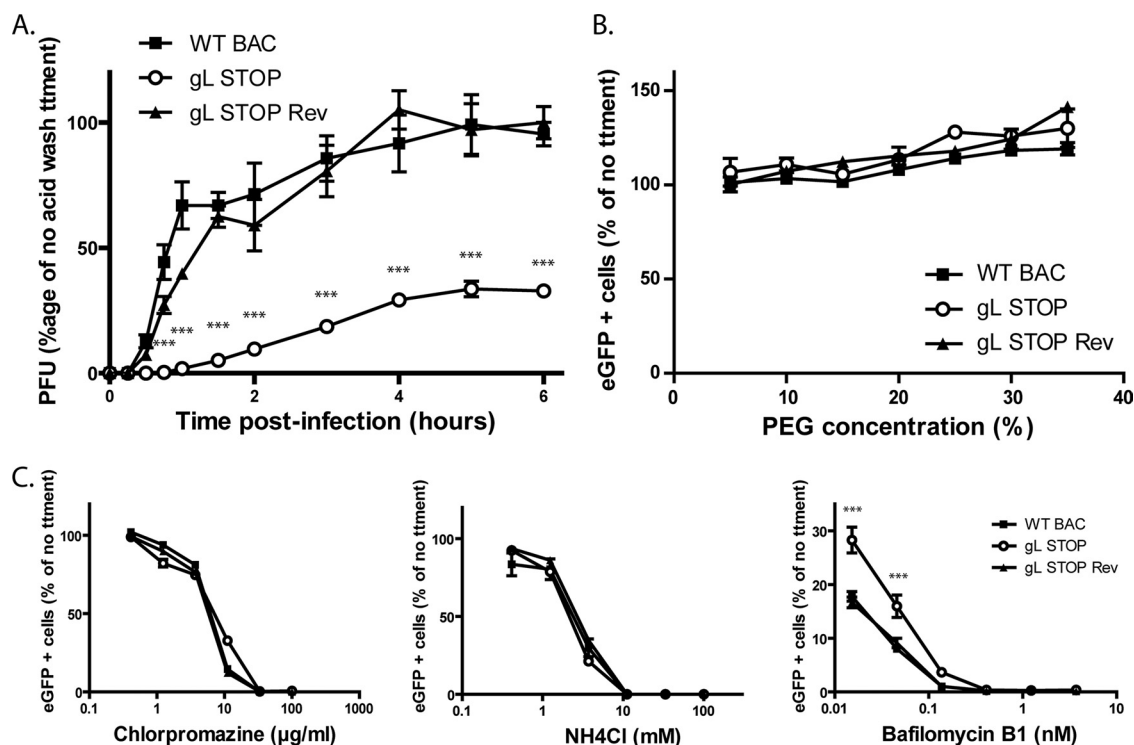 A.
WT BAC
gL STOP
gL STOP Rev
PFU (%age of no acid wash ttment)
100
50
0
***
***
***
***
***
***
***
***
0
2
4
6
Time post-infection (hours)
B.
eGFP + cells (% of no ttment)
150
100
50
0
WT BAC
gL STOP
gL STOP Rev
0
10
20
30
40
PEG concentration (%)
C.
eGFP + cells (% of no ttment)
100
50
0
0.1
1
10
100
1000
Chlorpromazine (µg/ml)
eGFP + cells (% of no ttment)
100
50
0
0.1
1
10
100
NH4Cl (mM)
eGFP + cells (% of no ttment)
30
20
10
0
***
***
WT BAC
gL STOP
gL STOP Rev
0.01
0.1
1
10
Bafilomycin B1 (nM)